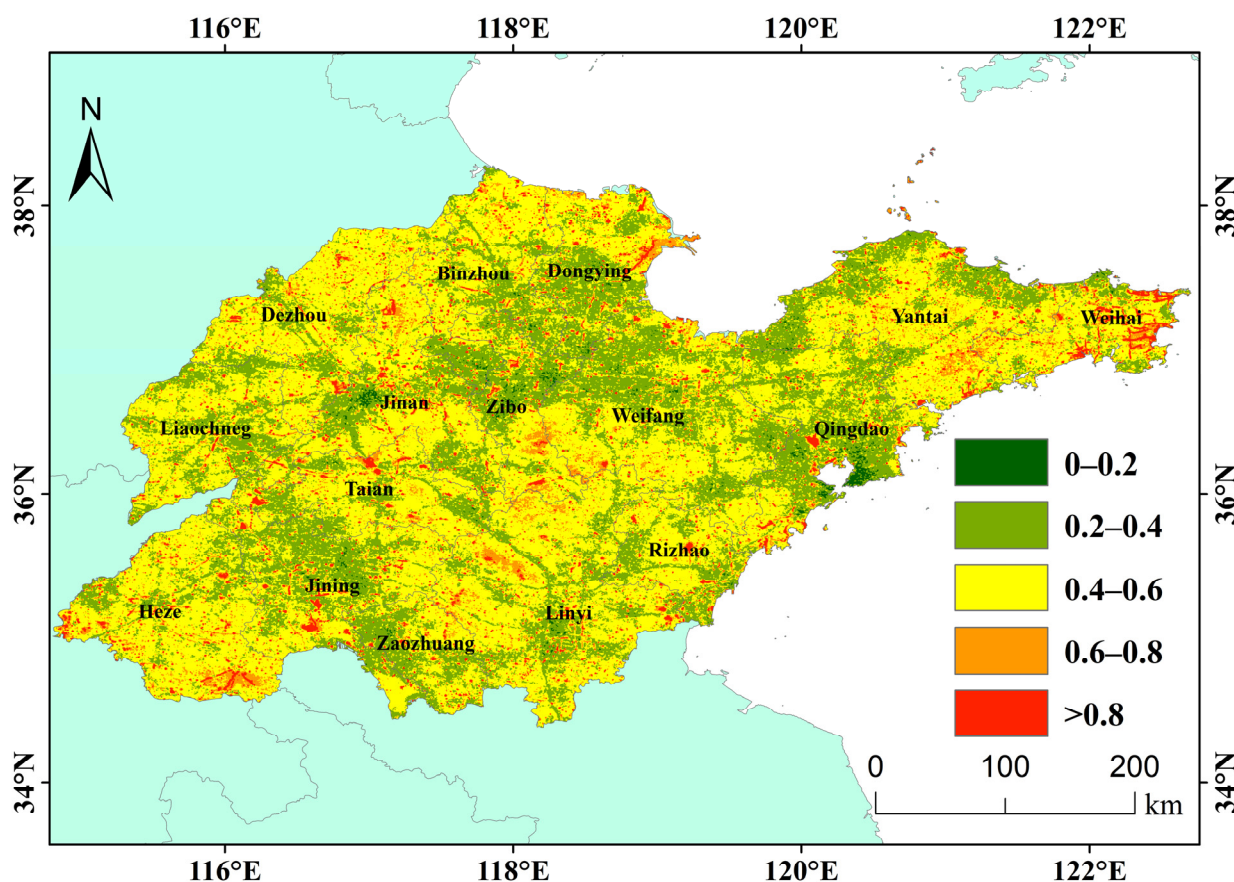 116°E 118°E 120°E 122°E
N
38°N 38°N
Binzhou Dongying
Dezhou Yantai Weihai
Jinan Zibo Weifang
Liaochneg Qingdao
0–0.2
36°N 36°N
Taian
0.2–0.4
Rizhao
Jining
0.4–0.6
Heze Linyi
Zaozhuang
0.6–0.8
>0.8
0 100 200
km
34°N 34°N
116°E 118°E 120°E 122°E